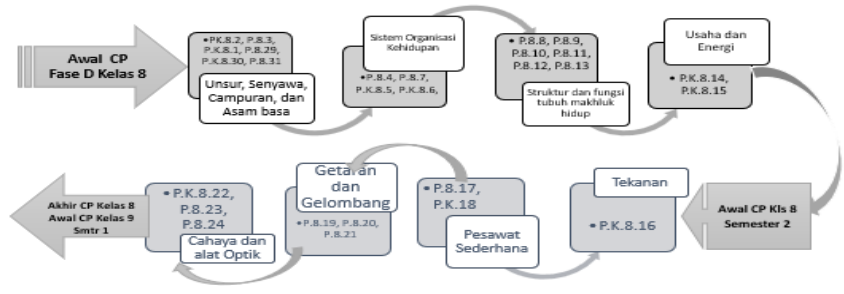 Awal CP
Fase D Kelas 8
•PK.8.2, P.8.3,
P.K.8.1, P.8.29,
P.K.8.30, P.8.31
Unsur, Senyawa,
Campuran, dan
Asam basa
Sistem Organisasi
Kehidupan
•P.8.4, P.8.7,
P.K.8.5, P.K.8.6,
• P.8.8, P.8.9,
P.8.10, P.8.11,
P.8.12, P.8.13
Struktur dan fungsi
tubuh makhluk
hidup
Usaha dan
Energi
• P.K.8.14,
P.K.8.15
Awal CP Kls 8
Semester 2
Tekanan
• P.K.8.16
• P.8.17,
P.K.18
Pesawat
Sederhana
Getaran
dan
Gelombang
• P.8.19, P.8.20,
P.8.21
• P.K.8.22,
P.8.23,
P.8.24
Cahaya dan
alat Optik
Akhir CP Kelas 8
Awal CP Kelas 9
Smtr 1